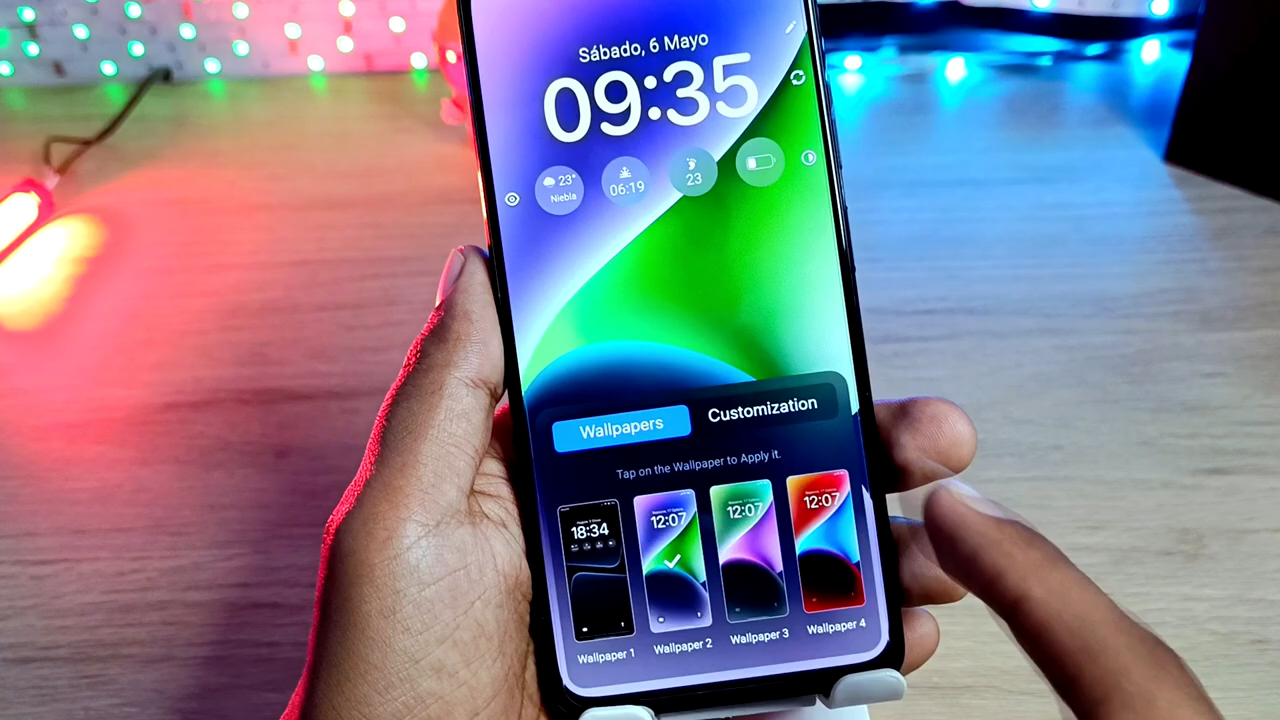 Sábado, 6 Mayo
09:35
23°
Niebla
06:19
23
Wallpapers
Customization
Tap on the Wallpaper to Apply it.
18:34
12:07
12:07
12:07
Wallpaper 1
Wallpaper 2
Wallpaper 3
Wallpaper 4